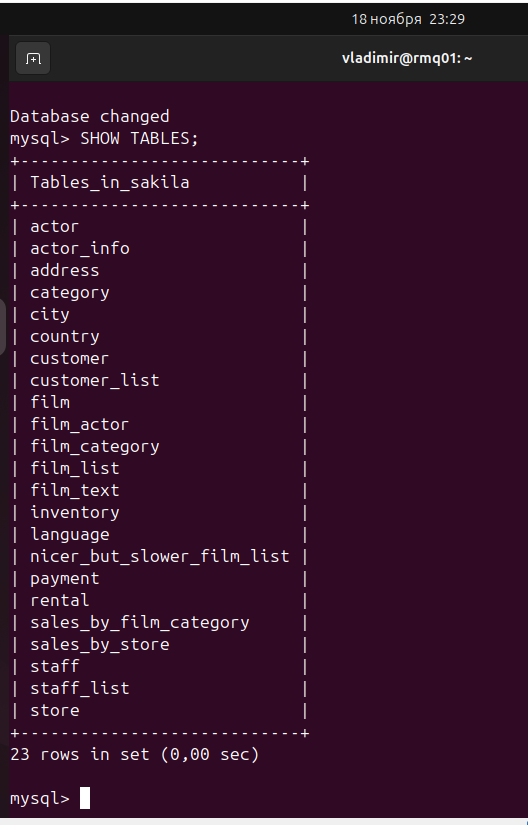 18 ноября 23:29
vladimir@rmq01: ~
Database changed
mysql> SHOW TABLES;
+----------------------------+
| Tables_in_sakila           |
+----------------------------+
| actor                      |
| actor_info                 |
| address                    |
| category                   |
| city                       |
| country                    |
| customer                   |
| customer_list              |
| film                       |
| film_actor                 |
| film_category              |
| film_list                  |
| film_text                  |
| inventory                  |
| language                   |
| nicer_but_slower_film_list |
| payment                    |
| rental                     |
| sales_by_film_category     |
| sales_by_store             |
| staff                      |
| staff_list                 |
| store                      |
+----------------------------+
23 rows in set (0,00 sec)
mysql>